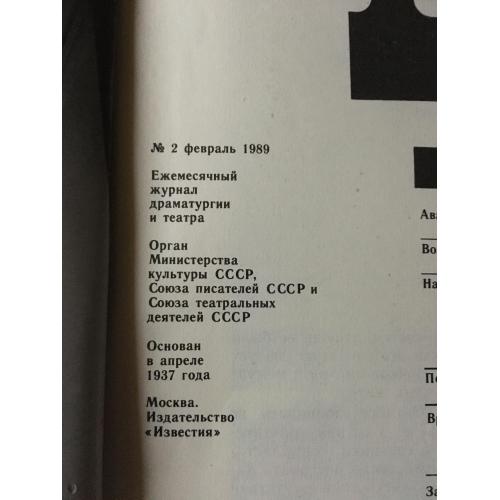 № 2 февраль 1989
Ежемесячный
журнал
драматургии
и театра
Орган
Министерства
культуры СССР,
Союза писателей СССР и
Союза театральных
деятелей СССР
Основан
в апреле
1937 года
Москва.
Издательство
«Известия»